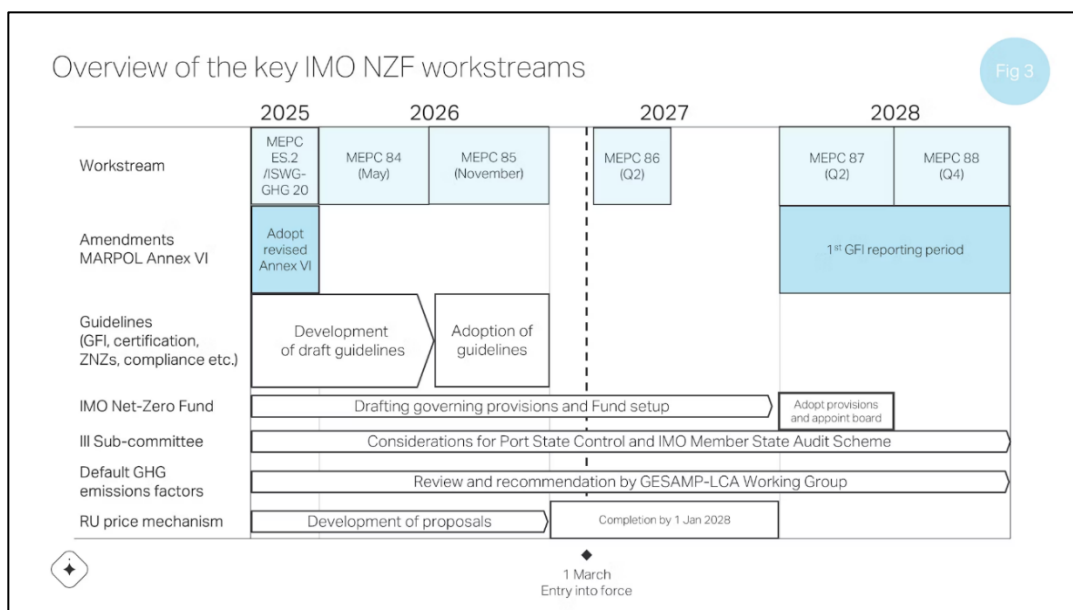 Overview of the key IMO NZF workstreams
Fig 3
2025
2026
2027
2028
Workstream
MEPC
ES.2
/ISWG-
GHG 20
MEPC 84
(May)
MEPC 85
(November)
MEPC 86
(Q2)
MEPC 87
(Q2)
MEPC 88
(Q4)
Amendments
MARPOL Annex VI
Adopt
revised
Annex VI
1ST GFI reporting period
Guidelines
(GFI, certification,
ZNZs, compliance etc.)
Development
of draft guidelines
Adoption of
guidelines
IMO Net-Zero Fund
Drafting governing provisions and Fund setup
Adopt provisions
and appoint board
III Sub-committee
Considerations for Port State Control and IMO Member State Audit Scheme
Default GHG
emissions factors
Review and recommendation by GESAMP-LCA Working Group
RU price mechanism
Development of proposals
Completion by 1 Jan 2028
1 March
Entry into force